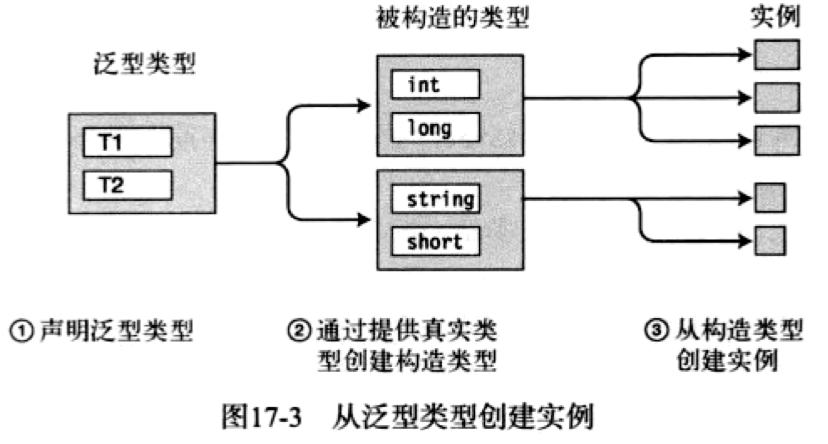 泛型类型
T1
T2
被构造的类型
int
long
string
short
实例
① 声明泛型类型
② 通过提供真实类
型创建构造类型
③ 从构造类型
创建实例
图17-3 从泛型类型创建实例